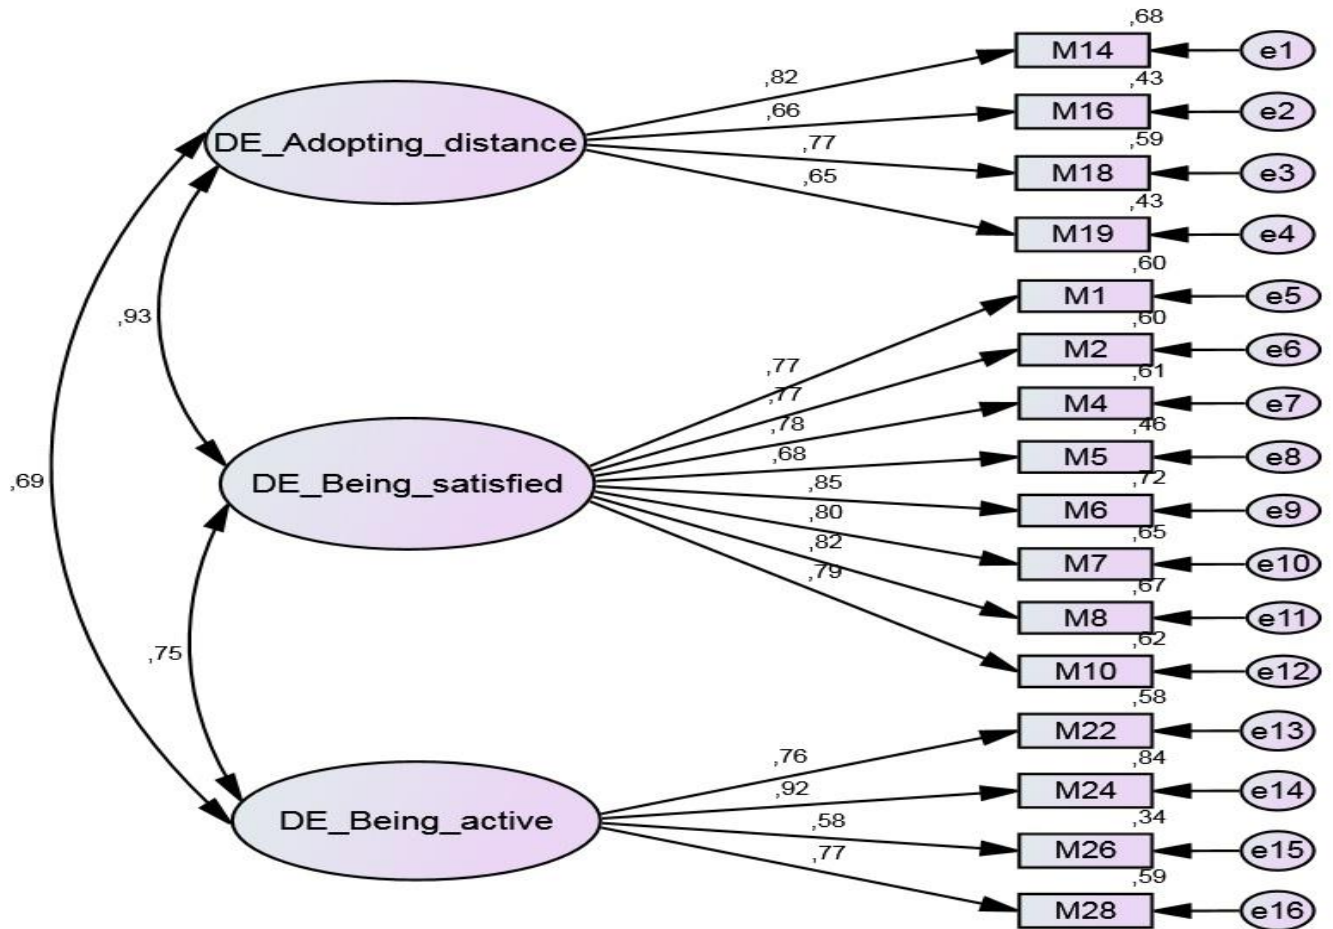 ,68
M14
e1
,82
,43
M16
e2
,66
DE_Adopting_distance
,59
M18
e3
,77
,43
M19
e4
,65
,60
M1
e5
,93
,60
M2
e6
,77
,61
M4
e7
,77
,46
M5
e8
,78
,72
M6
e9
,68
DE_Being_satisfied
,69
,65
M7
e10
,85
,67
M8
e11
,80
,62
M10
e12
,82
,79
,75
,58
M22
e13
,76
,84
M24
e14
,92
DE_Being_active
,34
M26
e15
,58
,59
M28
e16
,77